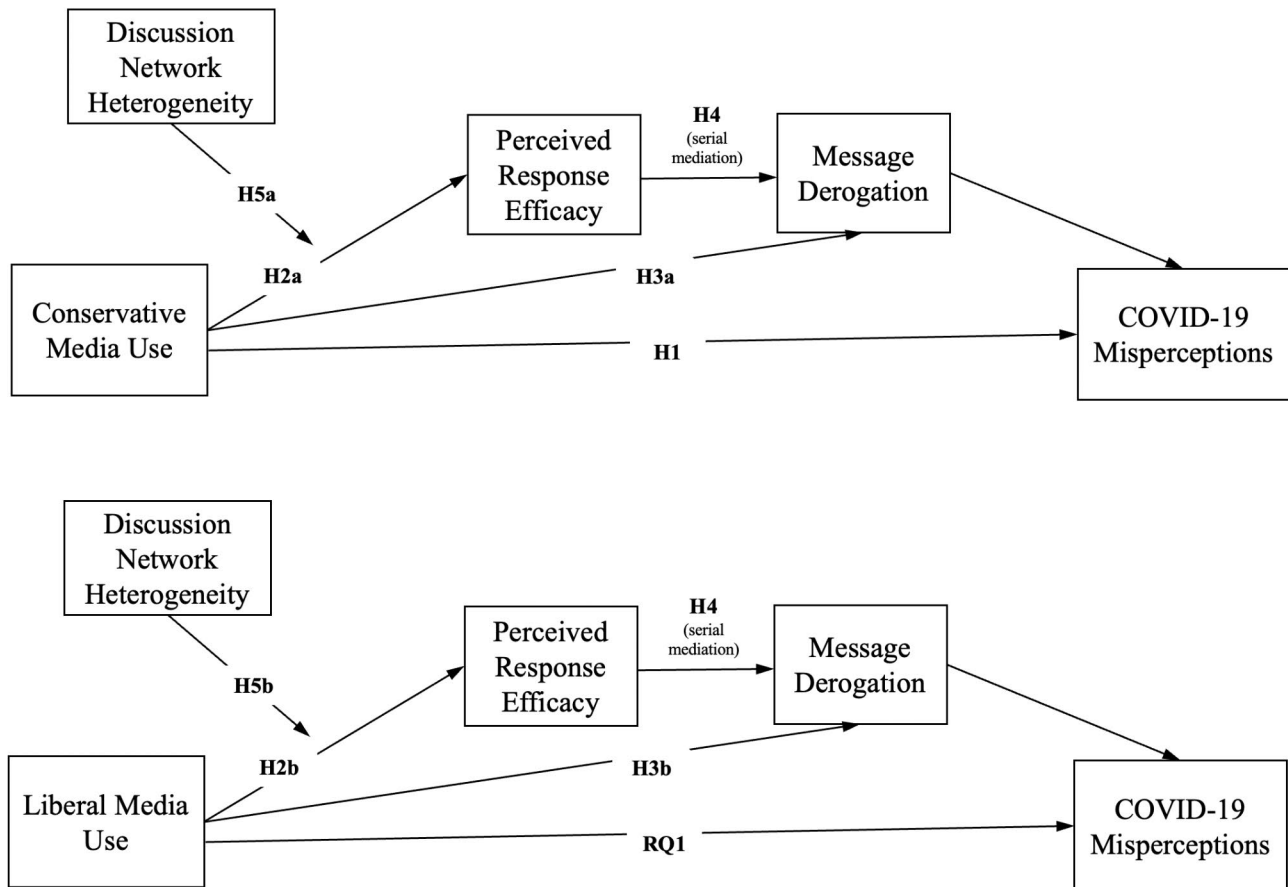 Discussion
Network
Heterogeneity
H4
(serial
mediation)
Perceived
Response
Efficacy
Message
Derogation
H5a
H2a
H3a
Conservative
Media Use
COVID-19
Misperceptions
H1
Discussion
Network
Heterogeneity
H4
(serial
mediation)
Perceived
Response
Efficacy
Message
Derogation
H5b
H2b
H3b
Liberal Media
Use
COVID-19
Misperceptions
RQ1